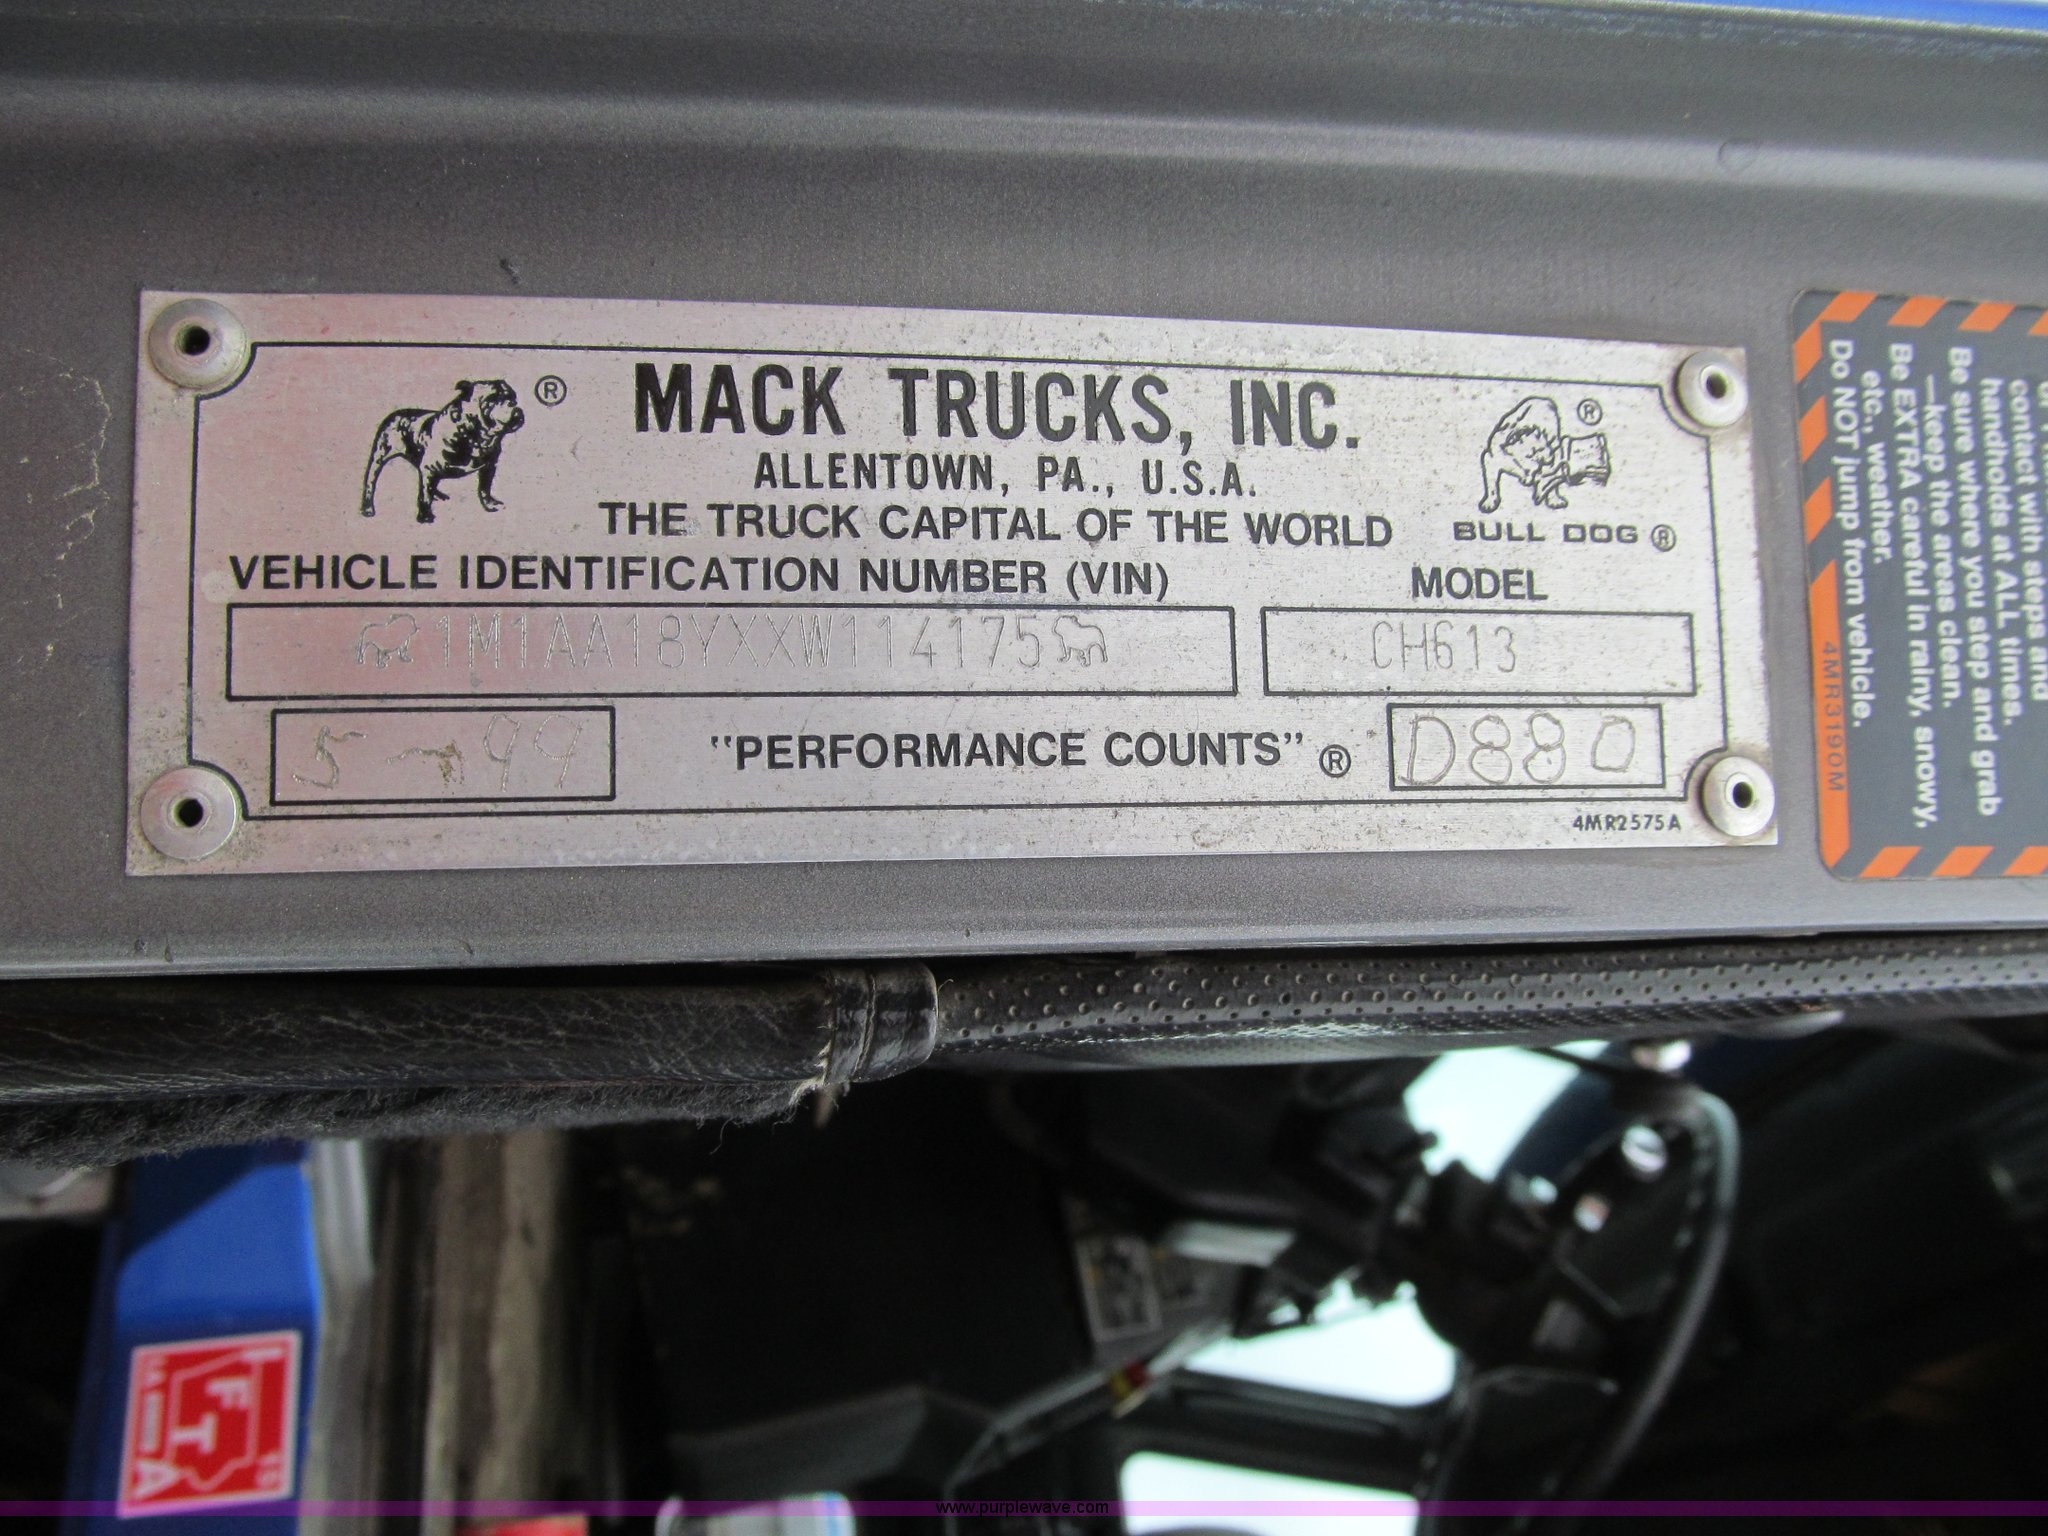 MACK TRUCKS, INC.
ALLENTOWN, PA., U.S.A.
THE TRUCK CAPITAL OF THE WORLD
®
BULL DOG®
®
VEHICLE IDENTIFICATION NUMBER (VIN)
MODEL
1M1AA18YXXW114175
CH613
5-99
"PERFORMANCE COUNTS" ®
D880
4MR2575A
contact with steps and
handholds at ALL times.
Be sure where you step and grab
—keep the areas clean.
Be EXTRA careful in rainy, snowy,
etc., weather.
Do NOT jump from vehicle.
4MR3190M
IFTA
IA
15
www.purplewave.com